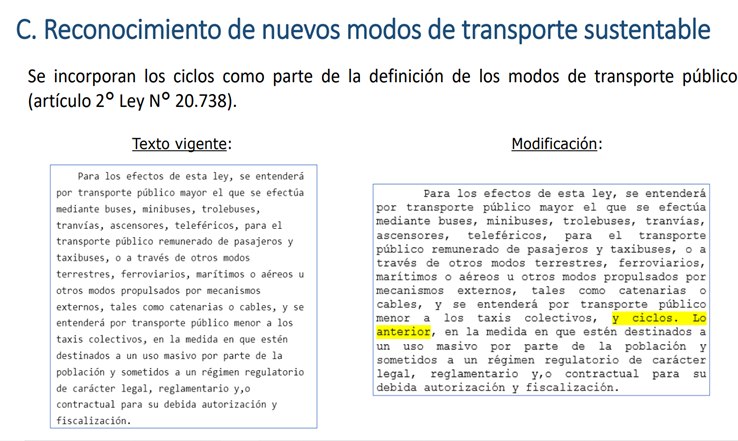 C. Reconocimiento de nuevos modos de transporte sustentable
Se incorporan los ciclos como parte de la definición de los modos de transporte público
(artículo 2° Ley N° 20.738).
Texto vigente:
Para los efectos de esta ley, se entenderá
por transporte público mayor el que se efectúa
mediante buses, minibuses, trolebuses,
tranvías, ascensores, teleféricos, para el
transporte público remunerado de pasajeros y
taxibuses, o a través de otros modos
terrestres, ferroviarios, marítimos o aéreos u
otros modos propulsados por mecanismos
externos, tales como catenarias o cables, y se
entenderá por transporte público menor a los
taxis colectivos, en la medida en que estén
destinados a un uso masivo por parte de la
población y sometidos a un régimen regulatorio
de carácter legal, reglamentario y,o
contractual para su debida autorización y
fiscalización.
Modificación:
Para los efectos de esta ley, se entenderá
por transporte público mayor el que se efectúa
mediante buses, minibuses, trolebuses, tranvías,
ascensores, teleféricos, para el transporte
público remunerado de pasajeros y taxibuses, o a
través de otros modos terrestres, ferroviarios,
marítimos o aéreos u otros modos propulsados por
mecanismos externos, tales como catenarias o
cables, y se entenderá por transporte público
menor a los taxis colectivos, y ciclos. Lo
anterior, en la medida en que estén destinados a
un uso masivo por parte de la población y
sometidos a un régimen regulatorio de carácter
legal, reglamentario y,o contractual para su
debida autorización y fiscalización.